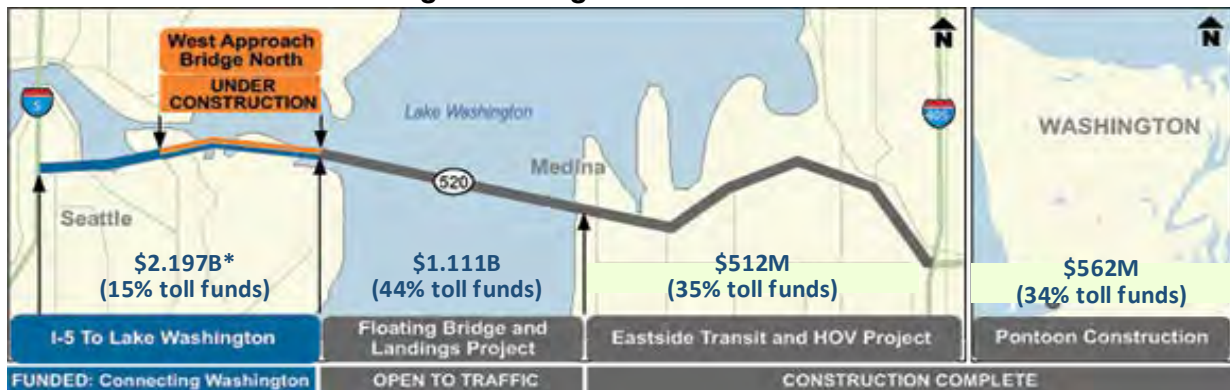 West Approach
Bridge North
UNDER
CONSTRUCTION
N
N
5
Lake Washington
405
WASHINGTON
520
Medina
Seattle
$2.197B*
(15% toll funds)
$1.111B
(44% toll funds)
$512M
(35% toll funds)
$562M
(34% toll funds)
I-5 To Lake Washington
Floating Bridge and
Landings Project
Eastside Transit and HOV Project
Pontoon Construction
FUNDED: Connecting Washington
OPEN TO TRAFFIC
CONSTRUCTION COMPLETE